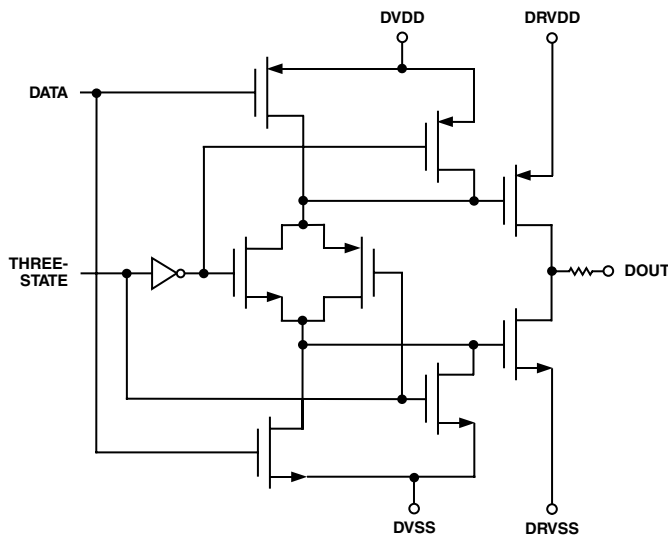 DVDD
DRVDD
DATA
THREE-
STATE
DOUT
DVSS
DRVSS